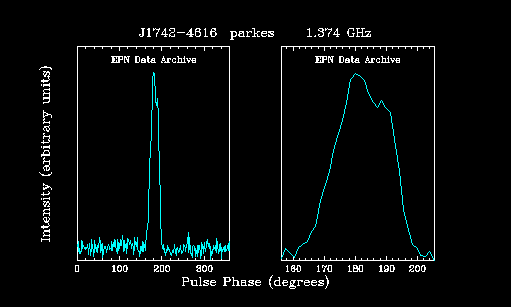 J1742-4616 parkes 1.374 GHz
EPN Data Archive EPN Data Archive
Intensity (arbitrary units)
0 100 200 300 160 170 180 190 200
Pulse Phase (degrees)